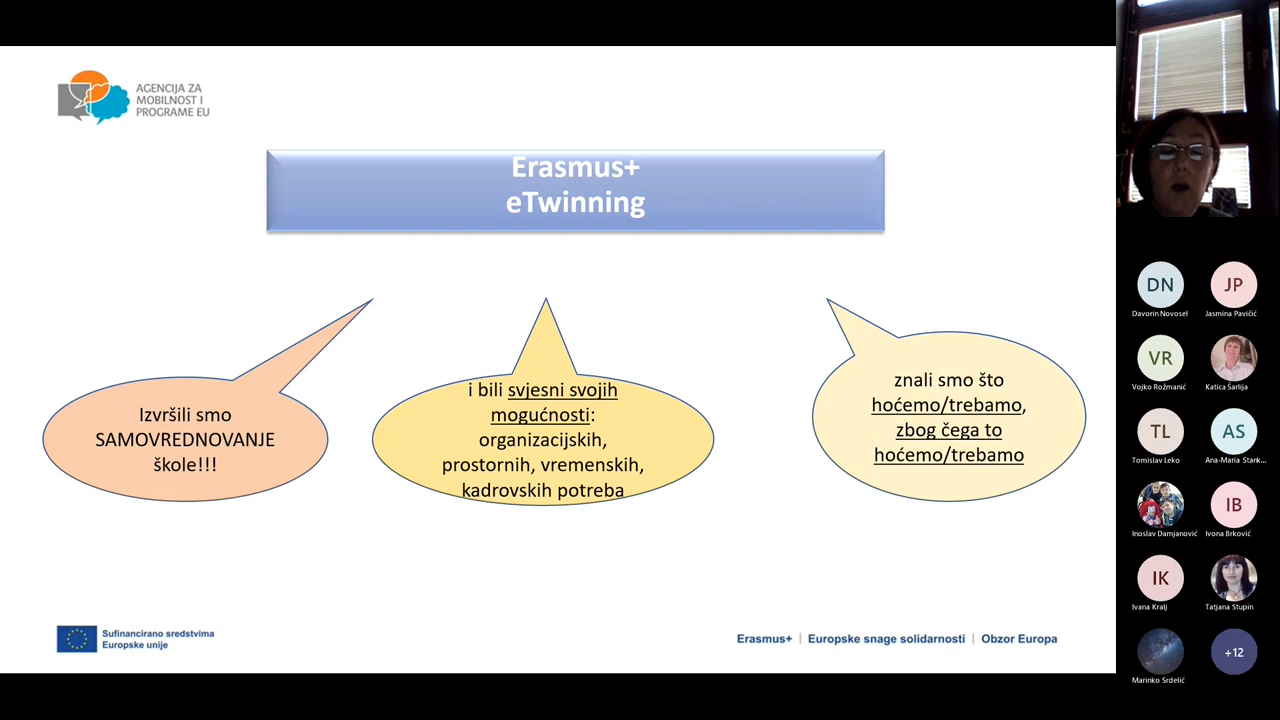 AGENCIJA ZA
MOBILNOST I
PROGRAME EU
Erasmus+
eTwinning
Izvršili smo
SAMOVREDNOVANJE
škole!!!
i bili svjesni svojih
mogućnosti:
organizacijskih,
prostornih, vremenskih,
kadrovskih potreba
znali smo što
hoćemo/trebamo,
zbog čega to
hoćemo/trebamo
Sufinancirano sredstvima
Europske unije
Erasmus+ | Europske snage solidarnosti | Obzor Europa
DN
Davorin Novosel
JP
Jasmina Pavičić
VR
Vojko Rožmanić
Katica Šarlija
TL
Tomislav Leko
AS
Ana-Maria Stank...
Inoslav Damjanović
IB
Ivona Brković
IK
Ivana Kralj
Tatjana Stupin
Marinko Srdelić
+12